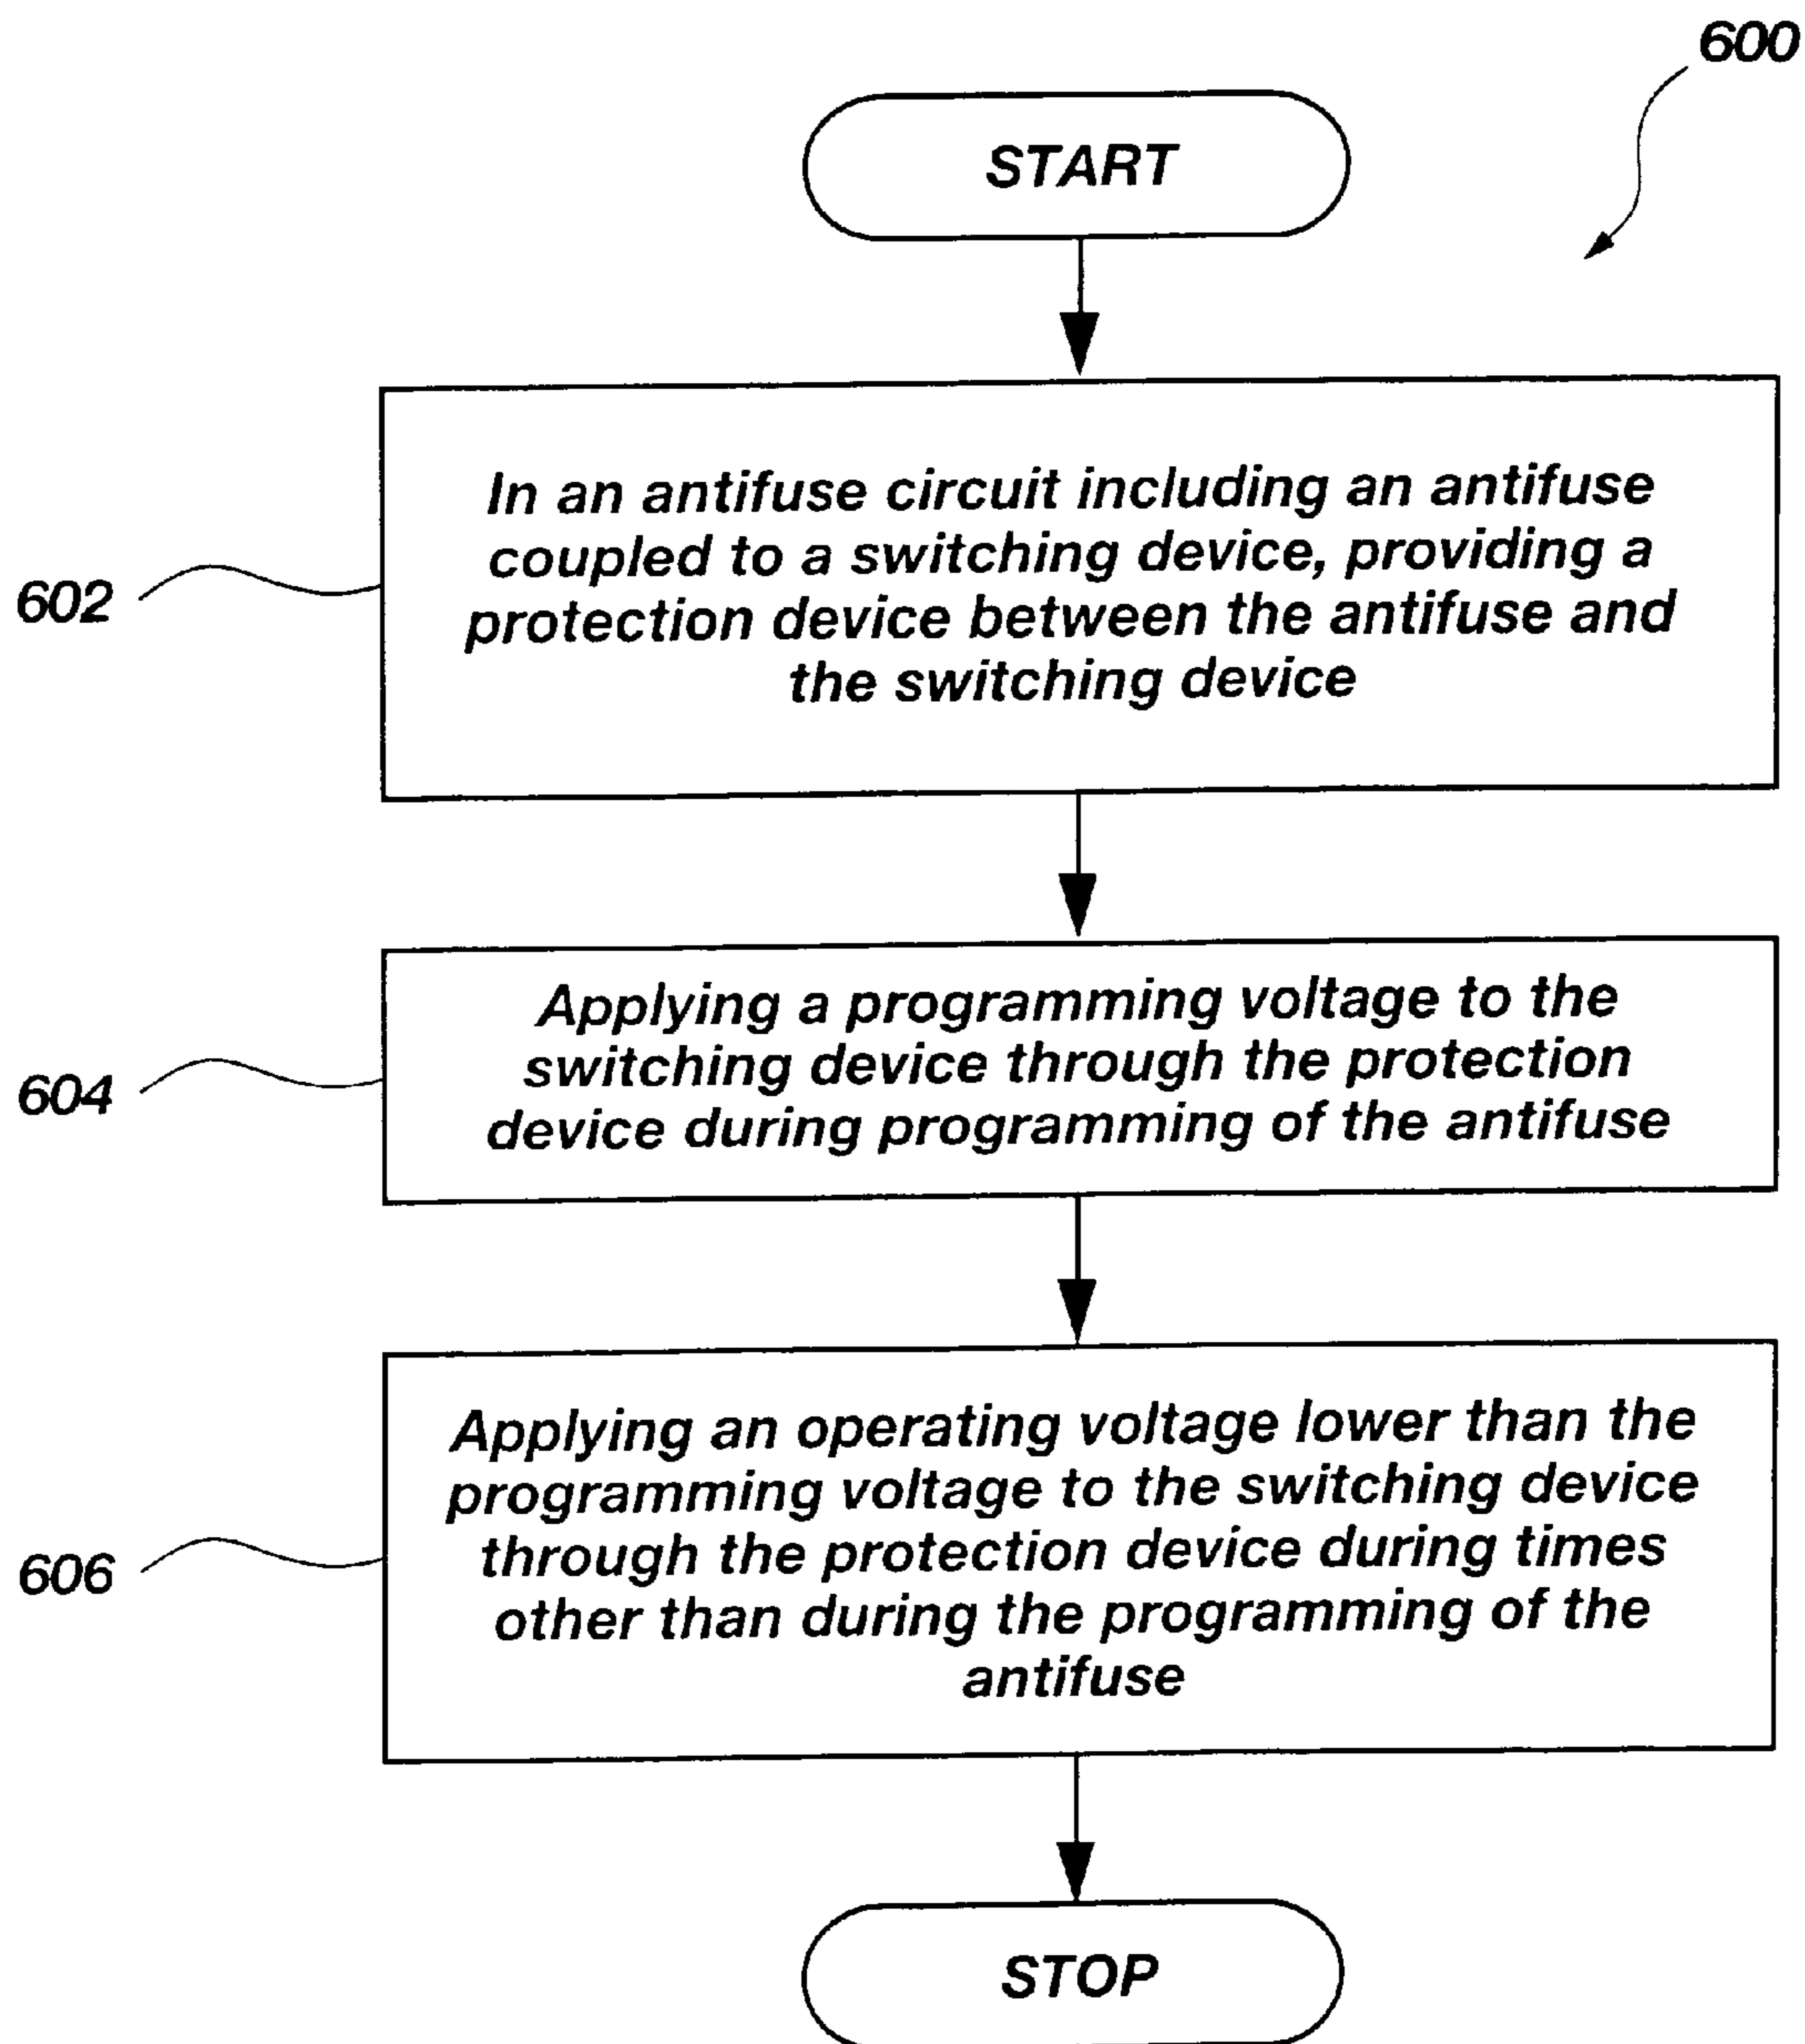 600
START
In an antifuse circuit including an antifuse
coupled to a switching device, providing a
protection device between the antifuse and
the switching device
602
Applying a programming voltage to the
switching device through the protection
device during programming of the antifuse
604
Applying an operating voltage lower than the
programming voltage to the switching device
through the protection device during times
other than during the programming of the
antifuse
606
STOP